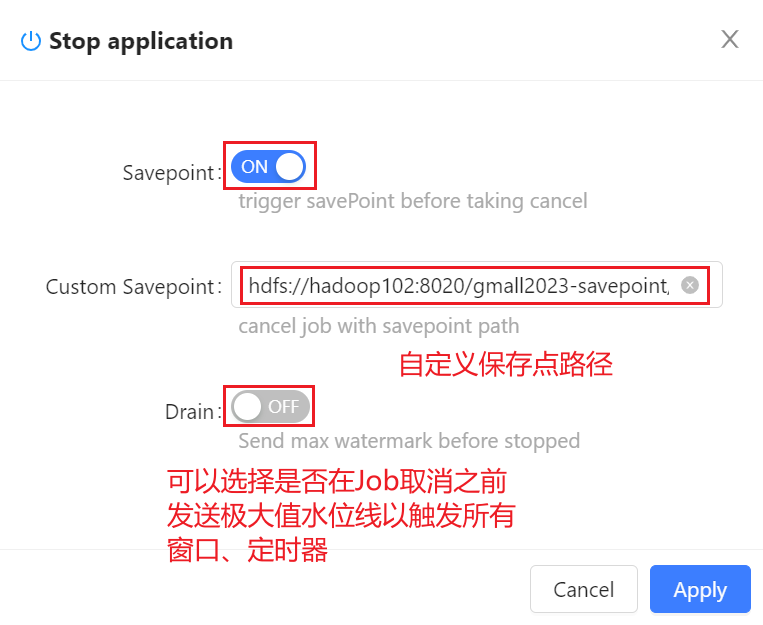 Stop application
Savepoint:
ON
trigger savePoint before taking cancel
Custom Savepoint:
hdfs://hadoop102:8020/gmall2023-savepoint/
cancel job with savepoint path
自定义保存点路径
Drain:
OFF
Send max watermark before stopped
可以选择是否在Job取消之前
发送极大值水位线以触发所有
窗口、定时器
Cancel
Apply